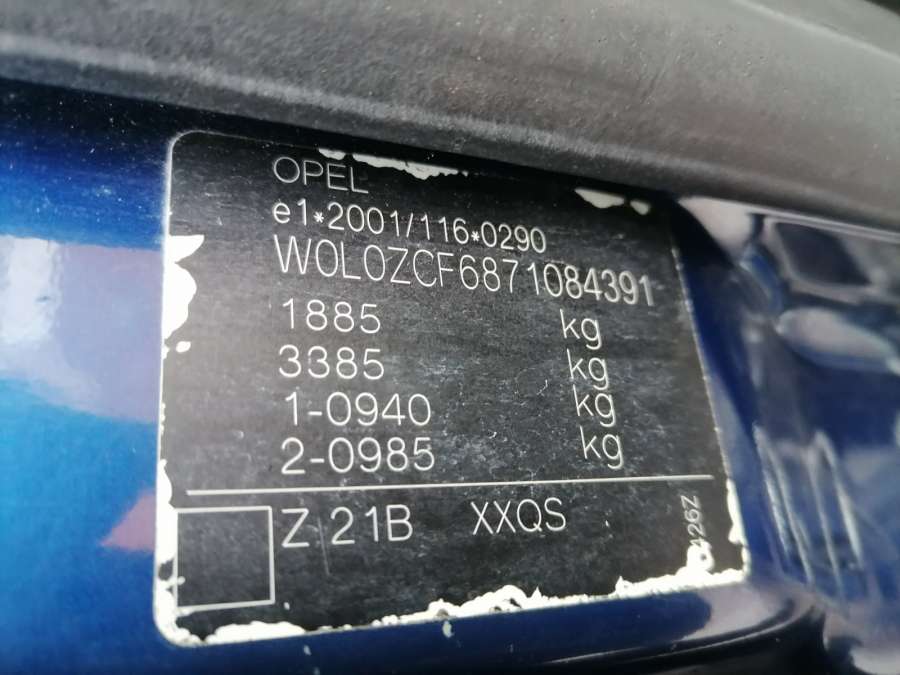 OPEL
e1*2001/116*0290
W0L0ZCF6871084391
1885 kg
3385 kg
1-0940 kg
2-0985 kg
Z 21B XXQS